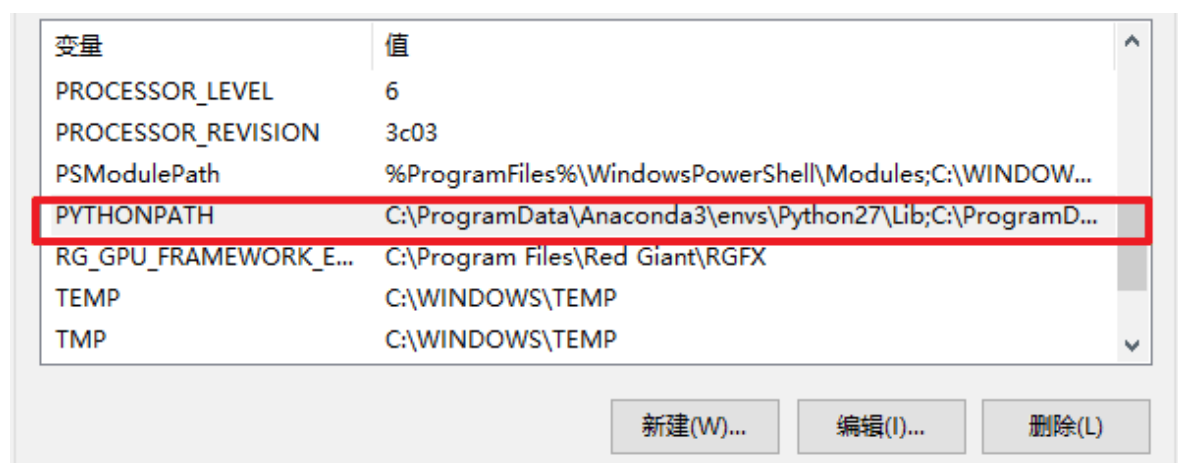 变量 值
PROCESSOR_LEVEL 6
PROCESSOR_REVISION 3c03
PSModulePath %ProgramFiles%\WindowsPowerShell\Modules;C:\WINDOW...
PYTHONPATH C:\ProgramData\Anaconda3\envs\Python27\Lib;C:\ProgramD...
RG_GPU_FRAMEWORK_E... C:\Program Files\Red Giant\RGFX
TEMP C:\WINDOWS\TEMP
TMP C:\WINDOWS\TEMP
新建(W)... 编辑(I)... 删除(L)